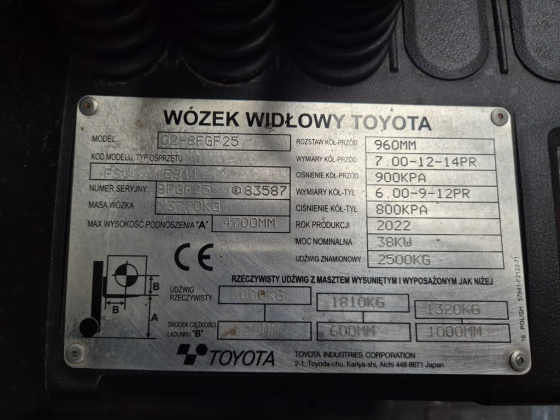 WÓZEK WIDŁOWY TOYOTA
MODEL 02-8FGF25
KOD MODELU, TYP OSPRZĘTU FSV
NUMER SERYJNY 8FGF25 ©83587
MASA WÓZKA
MAX WYSOKOŚĆ PODNOSZENIA "A" 4700MM
ROZSTAW KÓŁ-PRZÓD 960MM
WYMIARY KÓŁ-PRZÓD 7.00-12-14PR
CIŚNIENIE KÓŁ-PRZÓD 900KPA
WYMIARY KÓŁ-TYŁ 6.00-9-12PR
CIŚNIENIE KÓŁ-TYŁ 800KPA
ROK PRODUKCJI 2022
MOC NOMINALNA 38KW
UDŹWIG ZNAMIONOWY 2500KG
CE
RZECZYWISTY UDŹWIG Z MASZTEM WYSUNIĘTYM I WYPOSAŻONYM JAK NIŻEJ
B
B
A
UDŹWIG RZECZYWISTY 1810KG 1320KG
ŚRODEK CIĘŻKOŚCI ŁADUNKU "B" 600MM 1000MM
TOYOTA
TOYOTA INDUSTRIES CORPORATION
2-1, Toyoda-cho, Kariya-shi, Aichi 448-8671 Japan
16 POLISH